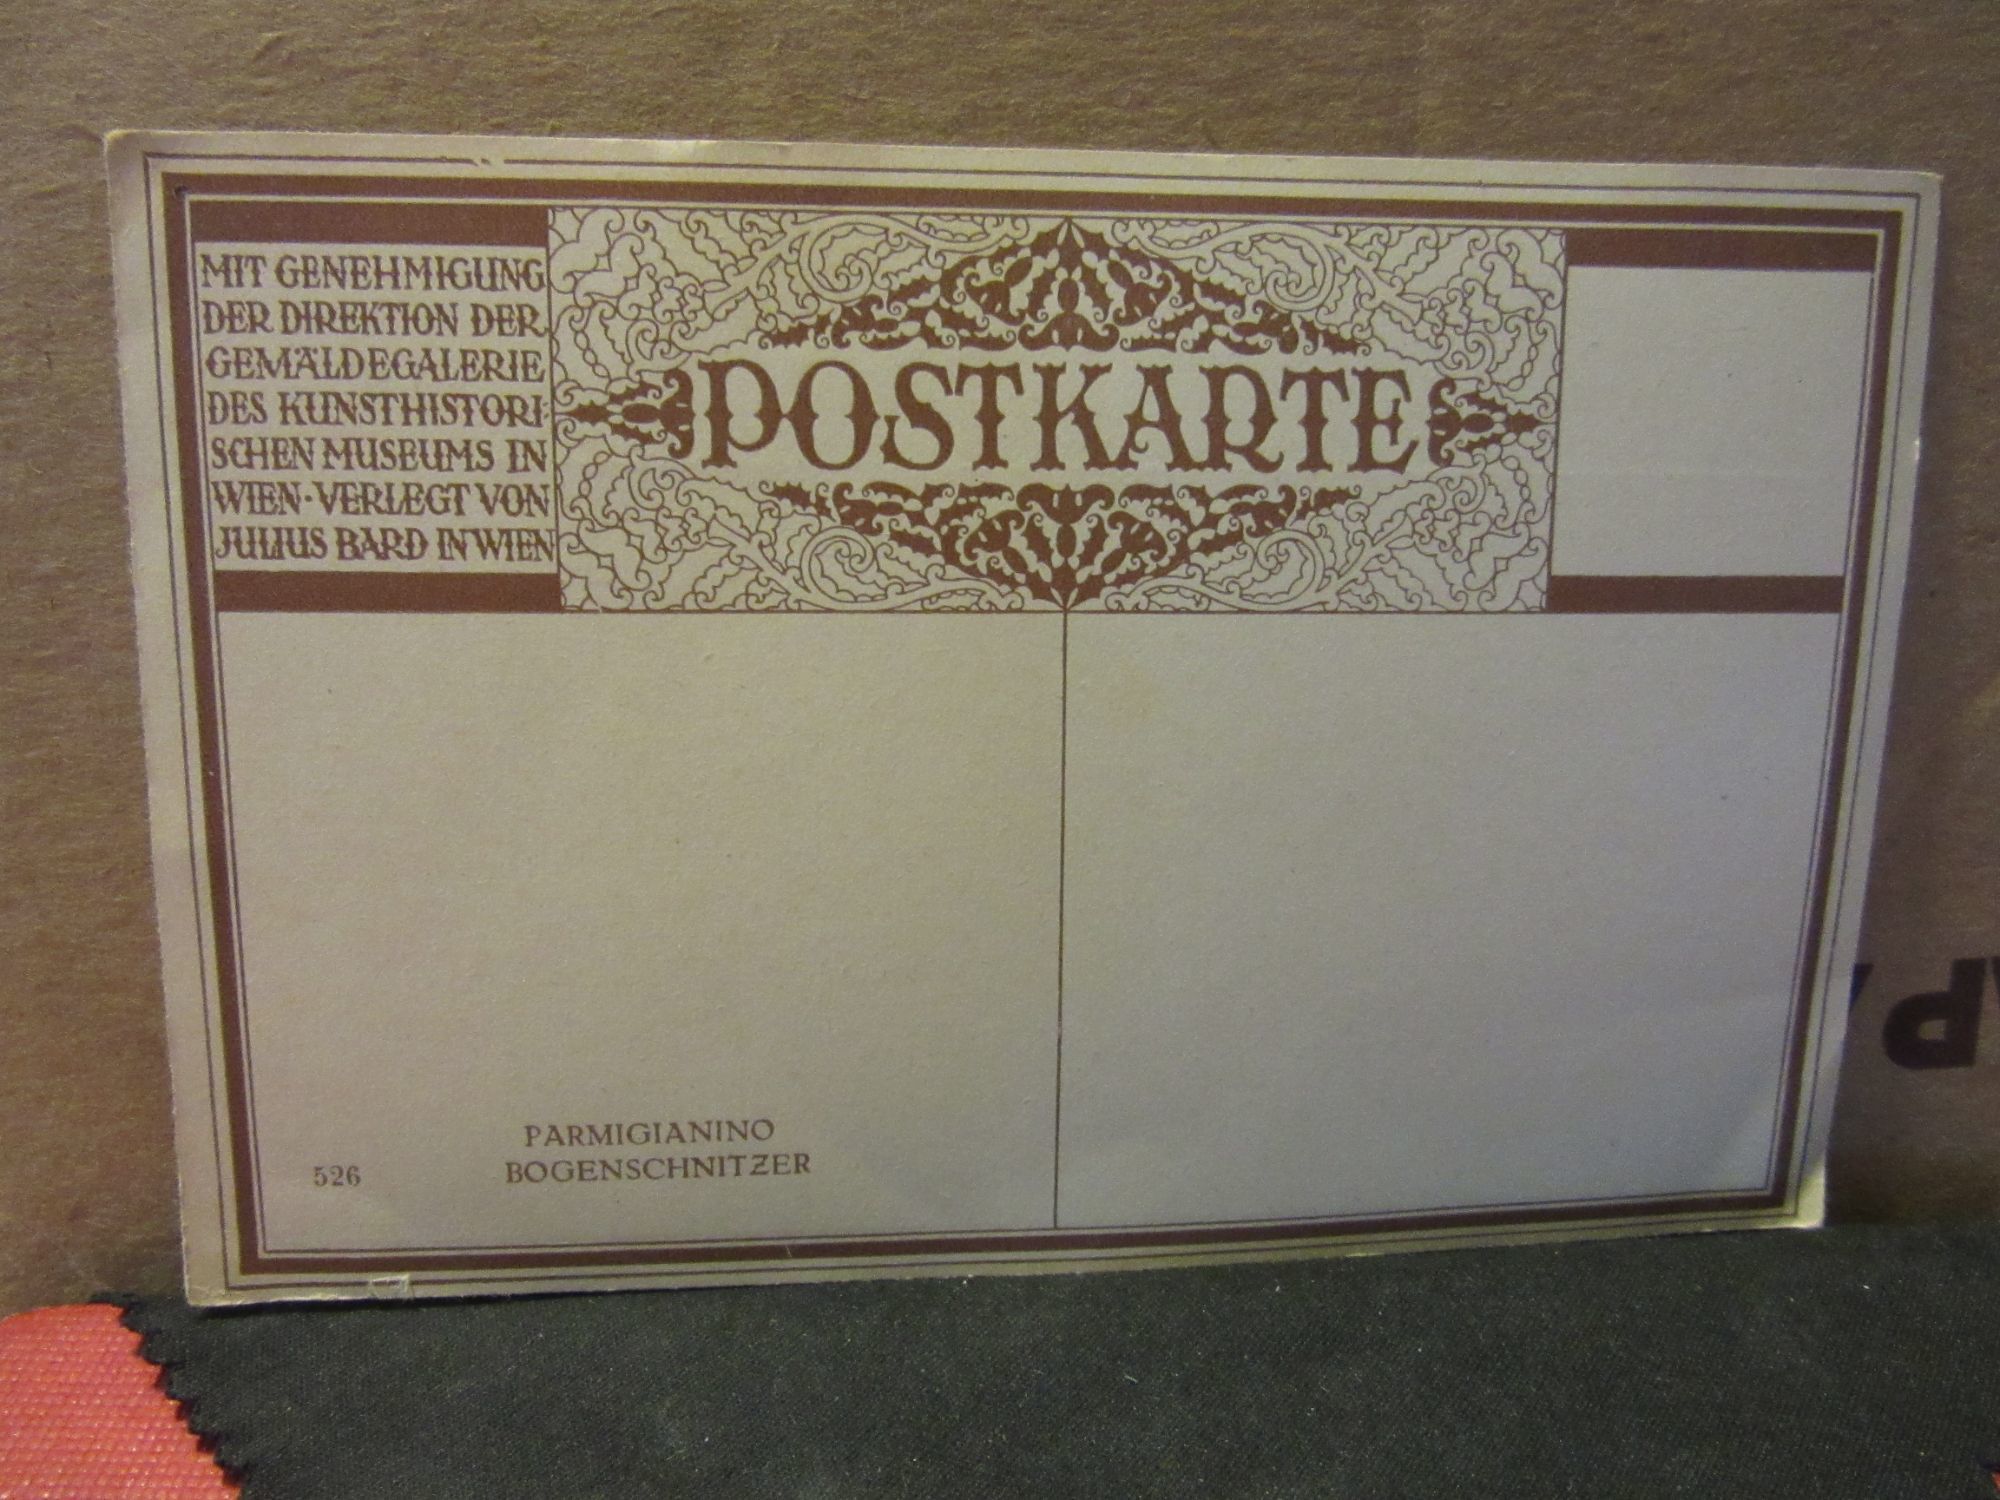 MIT GENEHMIGUNG
DER DIREKTION DER
GEMÄLDEGALERIE
DES KUNSTHISTORI-
SCHEN MUSEUMS IN
WIEN·VERLEGT VON
JULIUS BARD IN WIEN
POSTKARTE
PARMIGIANINO
BOGENSCHNITZER
526